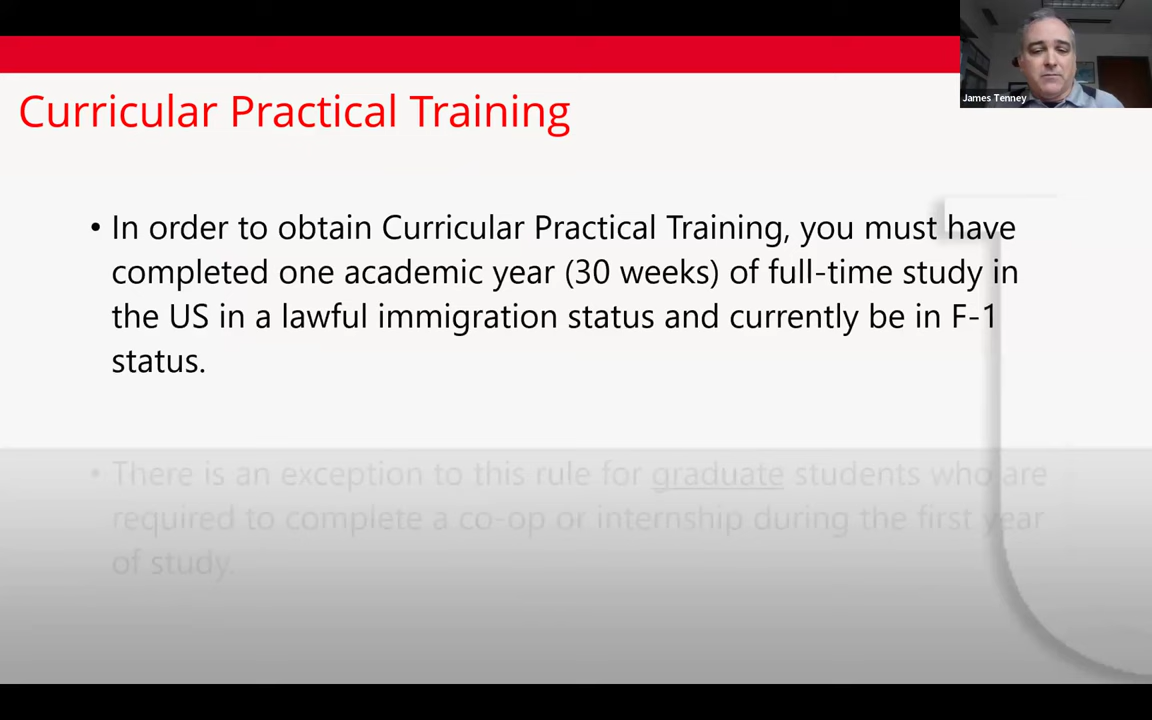 James Tenney
Curricular Practical Training
• In order to obtain Curricular Practical Training, you must have
completed one academic year (30 weeks) of full-time study in
the US in a lawful immigration status and currently be in F-1
status.
• There is an exception to this rule for graduate students who are
required to complete a co-op or internship during the first year
of study.